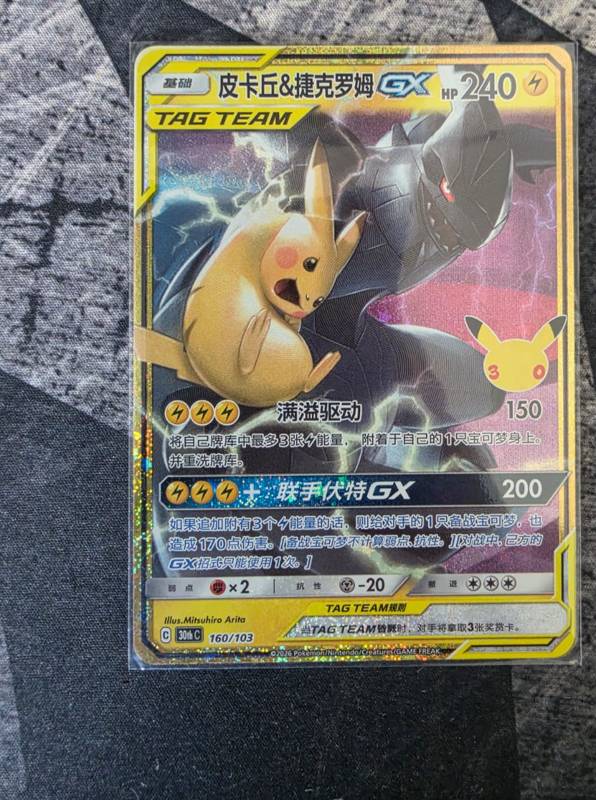 基础 皮卡丘&捷克罗姆GX HP240
TAG TEAM
30
满溢驱动 150
将自己牌库中最多3张能量，附着于自己的1只宝可梦身上。
并重洗牌库。
+ 联手伏特GX 200
如果追加附有3个能量的话，则给对手的1只备战宝可梦，也
造成170点伤害。[备战宝可梦不计算弱点、抗性。](对战中，己方的
GX招式只能使用1次。]
弱点 ×2 抗性 -20 撤退
TAG TEAM规则
Illus.Mitsuhiro Arita
当TAG TEAM昏厥时，对手将拿取3张奖赏卡。
C 30th C 160/103
©2026 Pokémon/Nintendo/Creatures/GAME FREAK